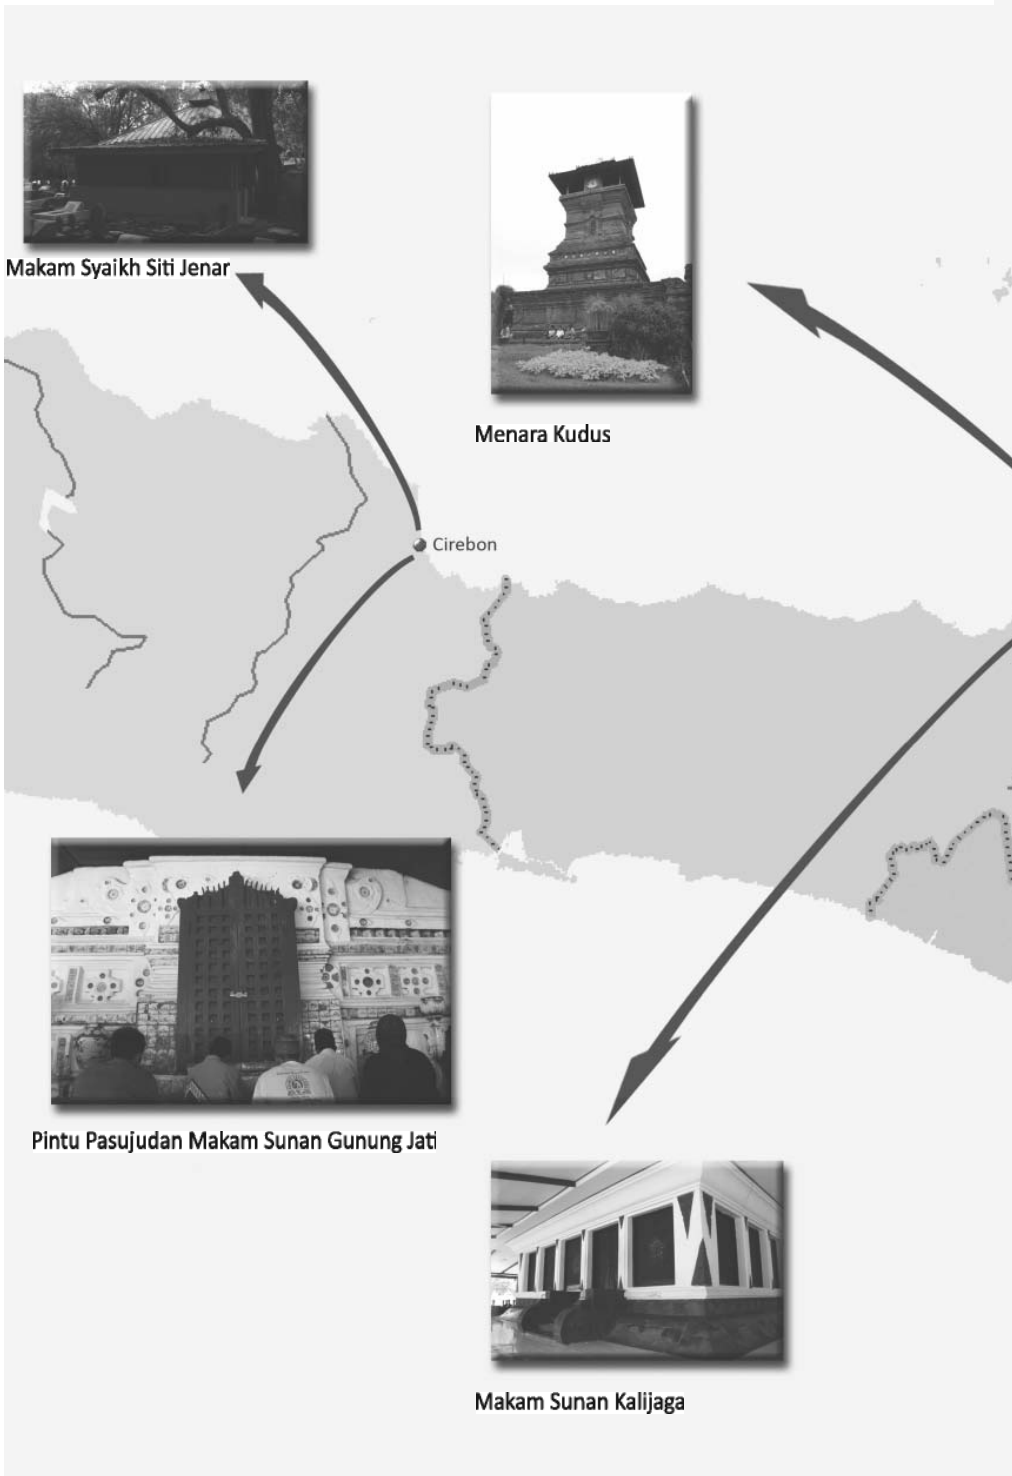 Makam Syaikh Siti Jenar
Menara Kudus
Cirebon
Pintu Pasujudan Makam Sunan Gunung Jati
Makam Sunan Kalijaga